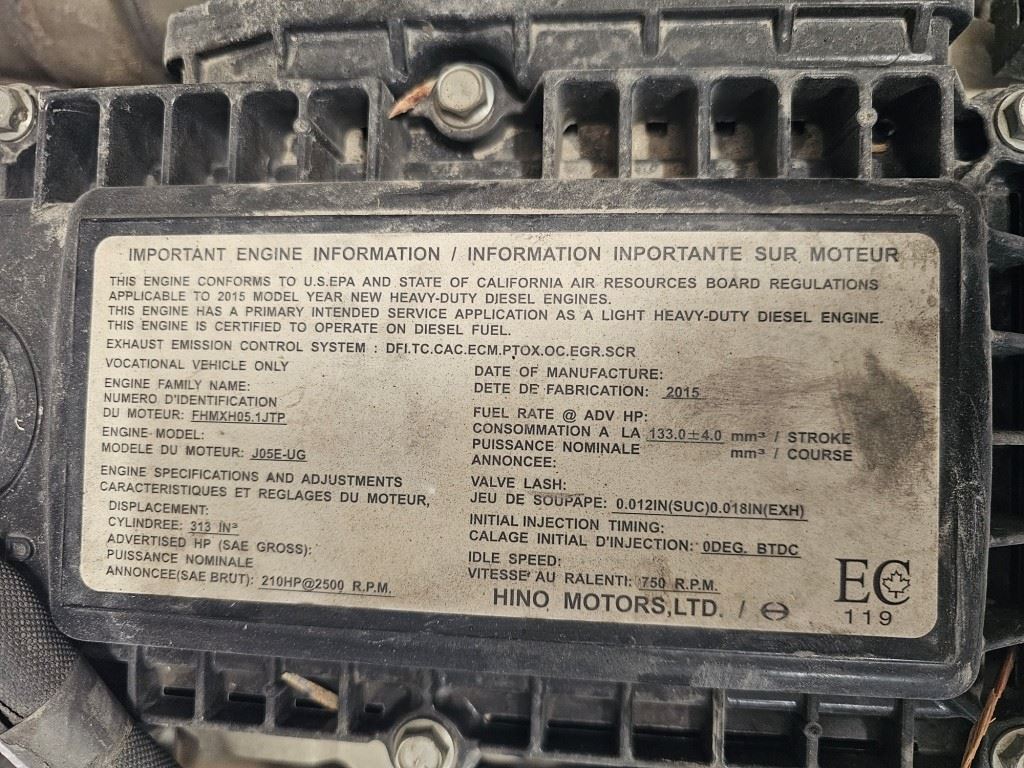 IMPORTANT ENGINE INFORMATION / INFORMATION INPORTANTE SUR MOTEUR
THIS ENGINE CONFORMS TO U.S.EPA AND STATE OF CALIFORNIA AIR RESOURCES BOARD REGULATIONS
APPLICABLE TO 2015 MODEL YEAR NEW HEAVY-DUTY DIESEL ENGINES.
THIS ENGINE HAS A PRIMARY INTENDED SERVICE APPLICATION AS A LIGHT HEAVY-DUTY DIESEL ENGINE.
THIS ENGINE IS CERTIFIED TO OPERATE ON DIESEL FUEL.
EXHAUST EMISSION CONTROL SYSTEM : DFI.TC.CAC.ECM.PTOX.OC.EGR.SCR
VOCATIONAL VEHICLE ONLY
ENGINE FAMILY NAME:
NUMERO D'IDENTIFICATION
DU MOTEUR: FHMXH05.1JTP
ENGINE MODEL:
MODELE DU MOTEUR: J05E-UG
ENGINE SPECIFICATIONS AND ADJUSTMENTS
CARACTERISTIQUES ET REGLAGES DU MOTEUR,
DISPLACEMENT:
CYLINDREE: 313 IN³
ADVERTISED HP (SAE GROSS):
PUISSANCE NOMINALE
ANNONCEE(SAE BRUT): 210HP@2500 R.P.M.
DATE OF MANUFACTURE:
DETE DE FABRICATION: 2015
FUEL RATE @ ADV HP:
CONSOMMATION A LA 133.0±4.0 mm³ / STROKE
PUISSANCE NOMINALE mm³ / COURSE
ANNONCEE:
VALVE LASH:
JEU DE SOUPAPE: 0.012IN(SUC)0.018IN(EXH)
INITIAL INJECTION TIMING:
CALAGE INITIAL D'INJECTION: 0DEG. BTDC
IDLE SPEED:
VITESSE AU RALENTI: 750 R.P.M.
HINO MOTORS,LTD. /
EC
119